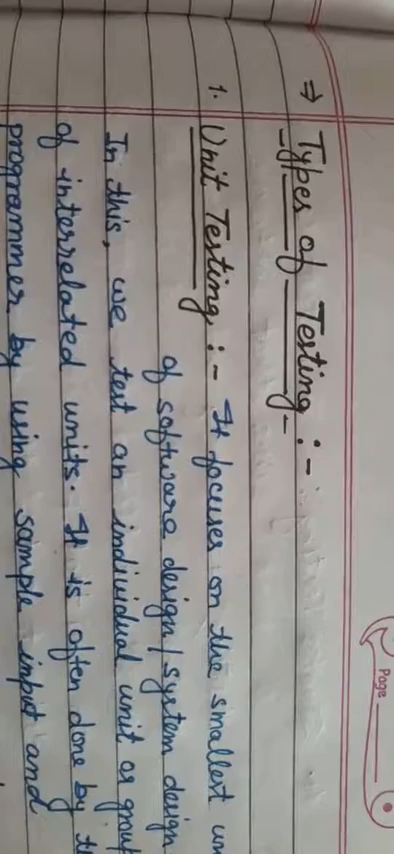 Page
⇒ Types of Testing :-
1. Unit Testing :- It focuses on the smallest un
of software design / system design
In this, we test an individual unit or group
of interrelated units. It is often done by th
programmer by using sample input and